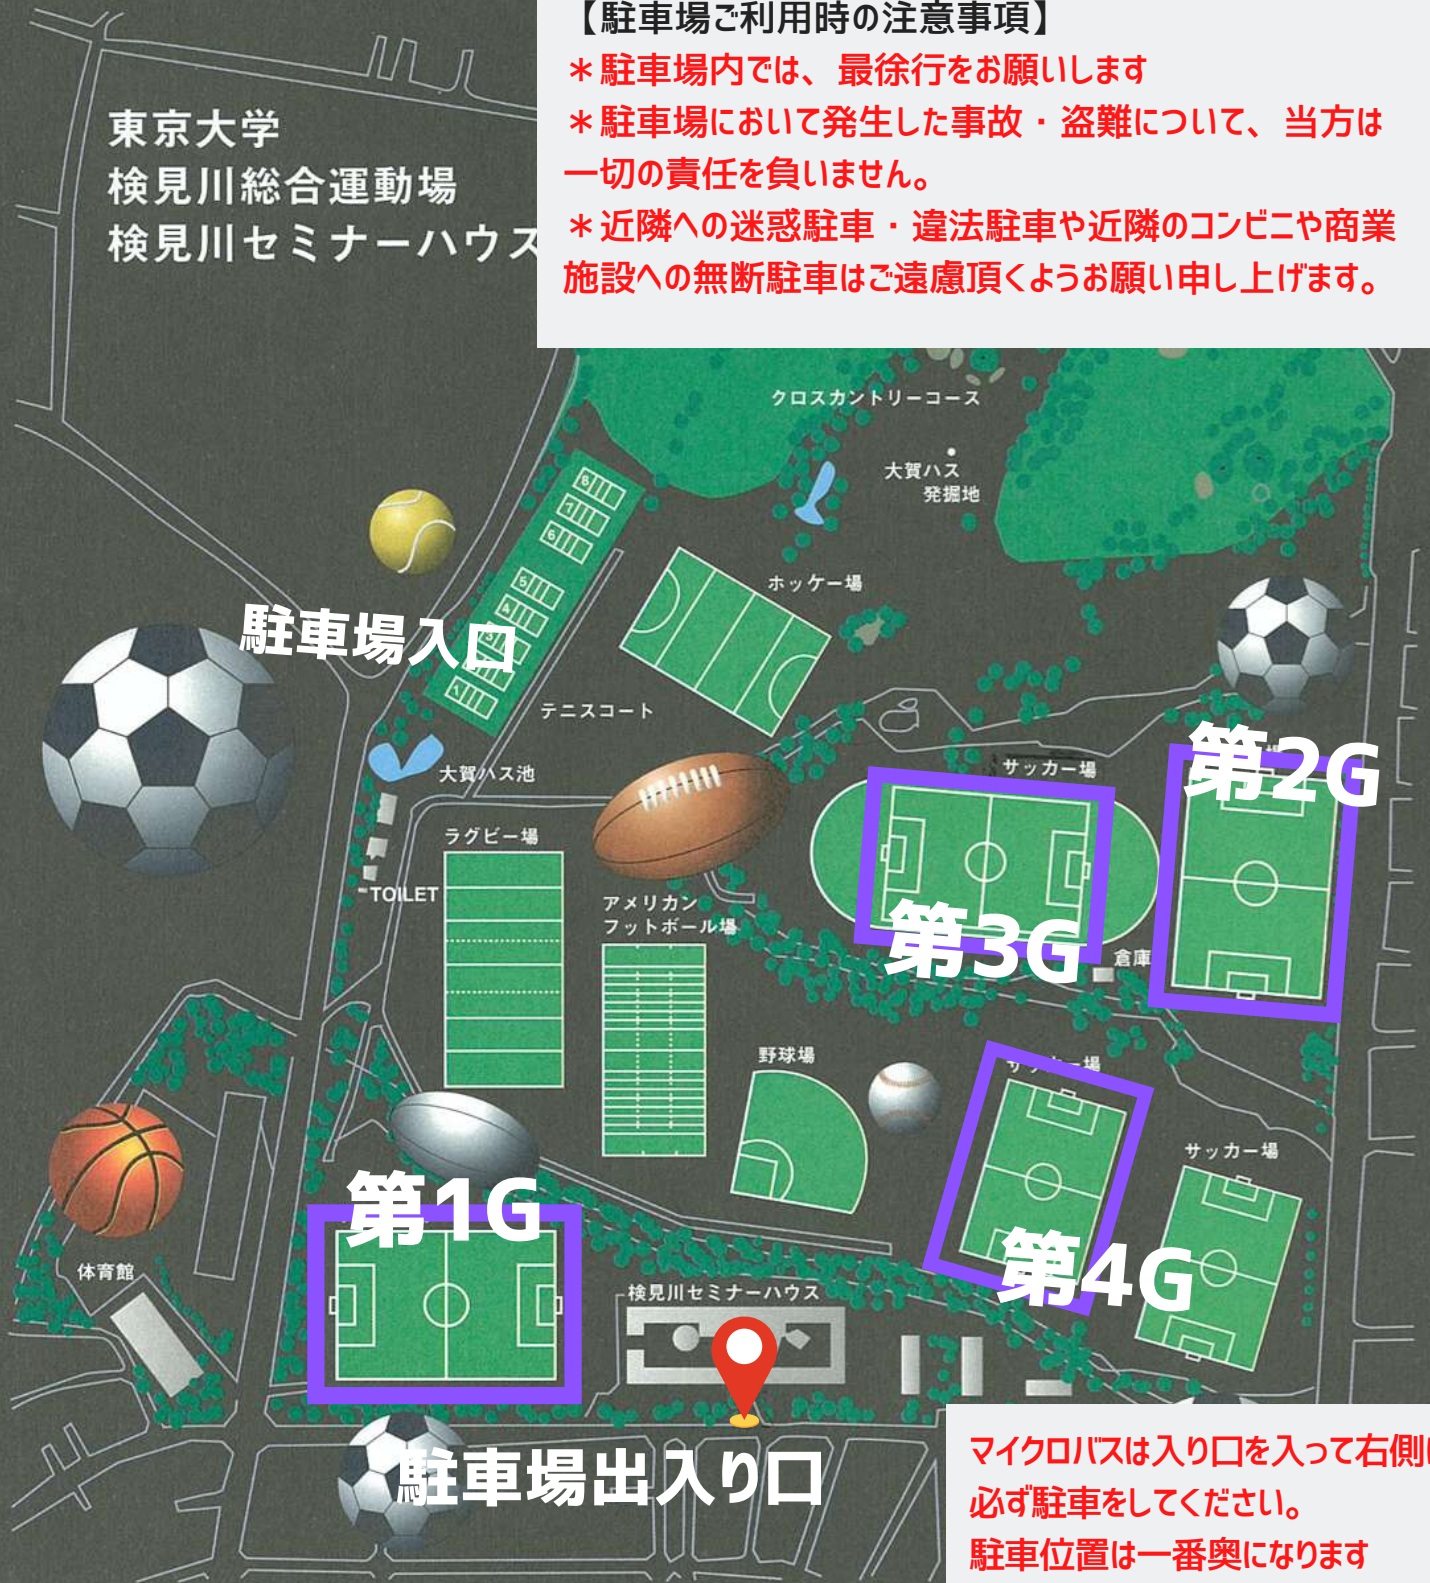 【駐車場ご利用時の注意事項】
＊駐車場内では、最徐行をお願いします
＊駐車場において発生した事故・盗難について、当方は
一切の責任を負いません。
＊近隣への迷惑駐車・違法駐車や近隣のコンビニや商業
施設への無断駐車はご遠慮頂くようお願い申し上げます。
東京大学
検見川総合運動場
検見川セミナーハウス
クロスカントリーコース
大賀ハス
発掘地
8
7
6
5
4
3
1
ホッケー場
駐車場入口
テニスコート
大賀ハス池
サッカー場
第2G
ラグビー場
TOILET
アメリカン
フットボール場
第3G
倉庫
野球場
サッカー場
第1G
第4G
体育館
検見川セミナーハウス
駐車場出入り口
マイクロバスは入り口を入って右側に
必ず駐車をしてください。
駐車位置は一番奥になります